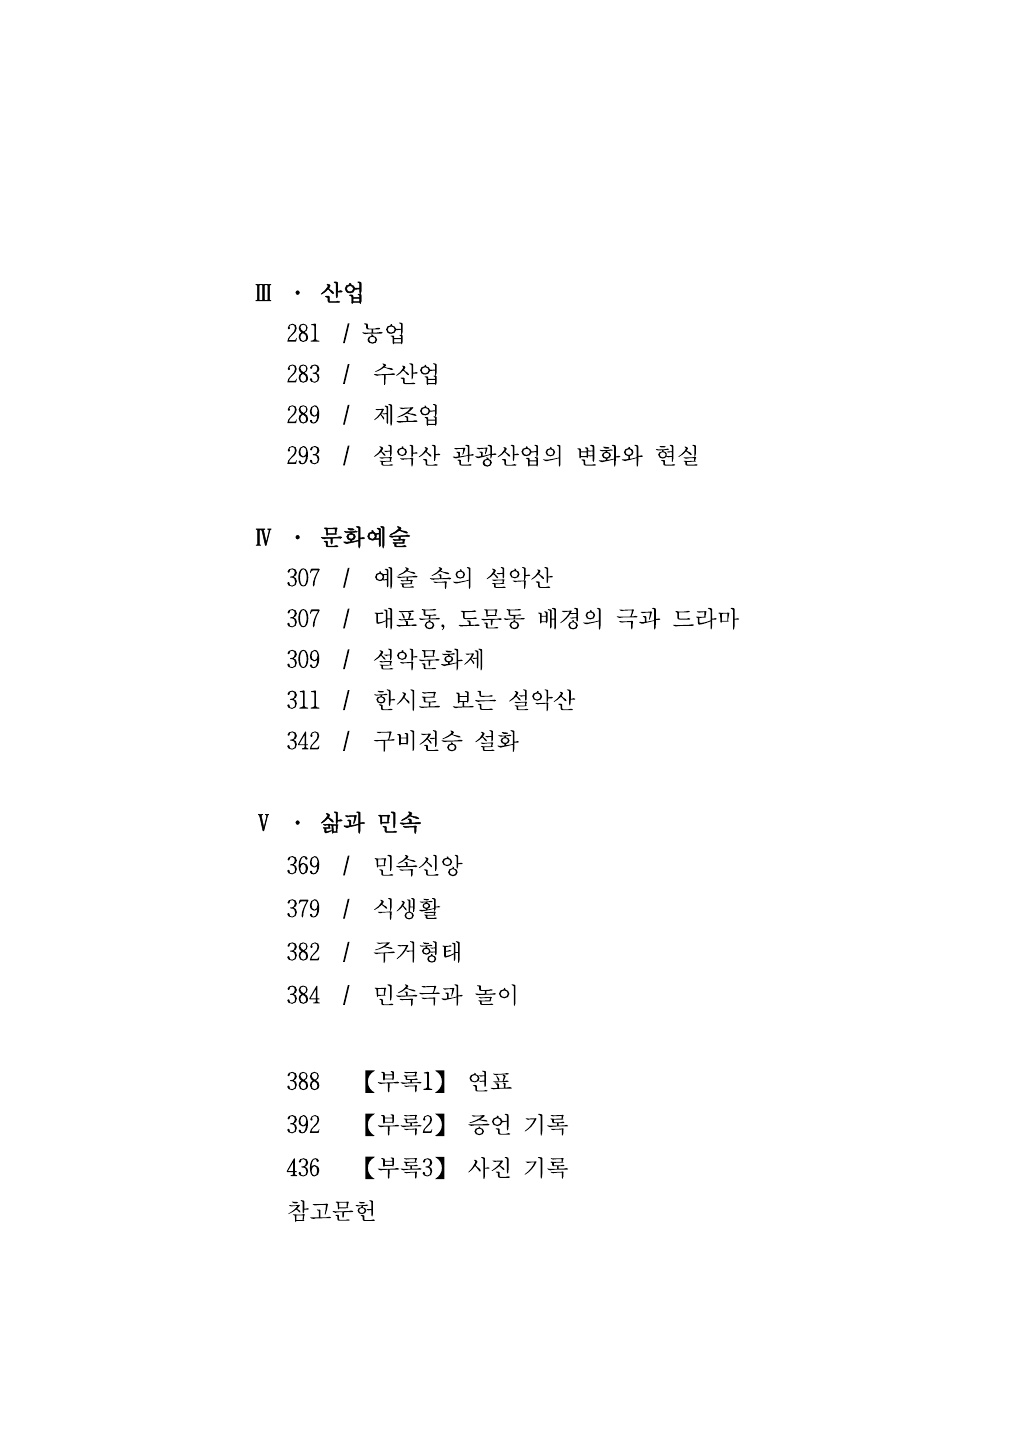 Ⅲ · 산업
281 / 농업
283 / 수산업
289 / 제조업
293 / 설악산 관광산업의 변화와 현실
Ⅳ · 문화예술
307 / 예술 속의 설악산
307 / 대포동, 도문동 배경의 극과 드라마
309 / 설악문화제
311 / 한시로 보는 설악산
342 / 구비전승 설화
Ⅴ · 삶과 민속
369 / 민속신앙
379 / 식생활
382 / 주거형태
384 / 민속극과 놀이
388 【부록1】 연표
392 【부록2】 증언 기록
436 【부록3】 사진 기록
참고문헌